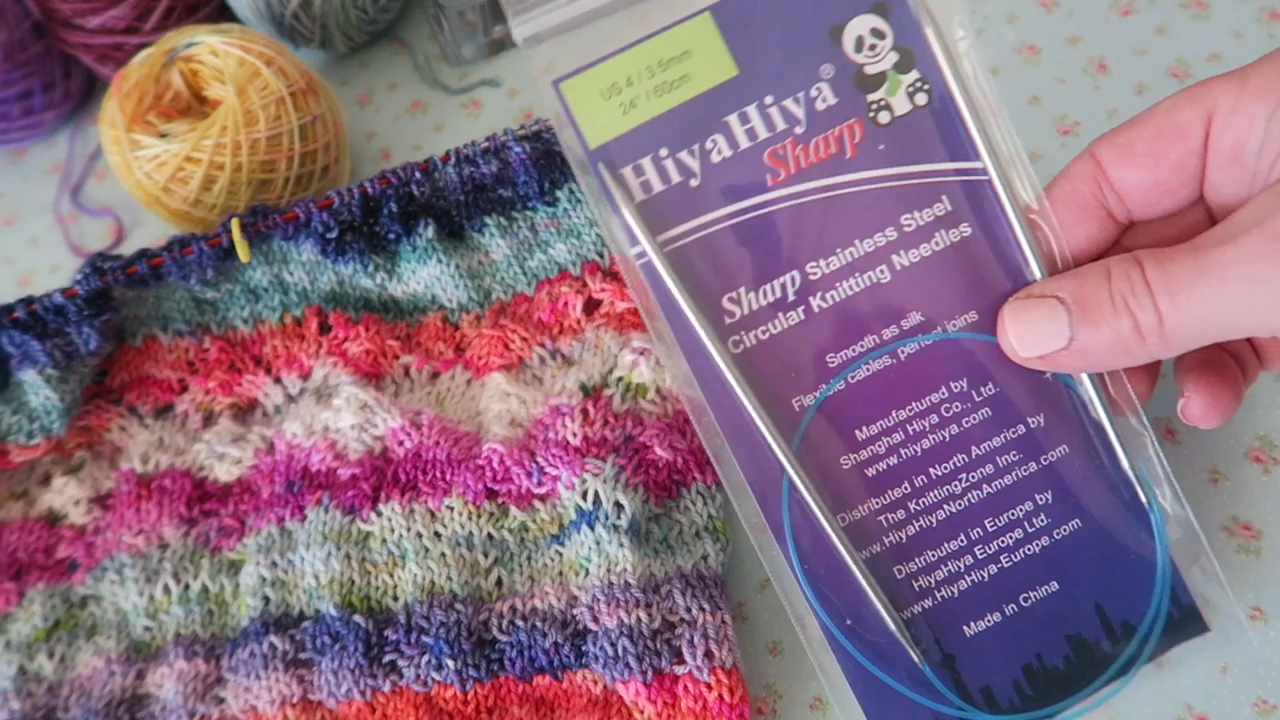 US 4 / 3.5mm
24" / 60cm
HiyaHiya®
Sharp
Sharp Stainless Steel
Circular Knitting Needles
Smooth as silk
Flexible cables, perfect joins
Manufactured by
Shanghai Hiya Co., Ltd.
www.hiyahiya.com
Distributed in North America by
The KnittingZone Inc.
www.HiyaHiyaNorthAmerica.com
Distributed in Europe by
HiyaHiya Europe Ltd.
www.HiyaHiya-Europe.com
Made in China